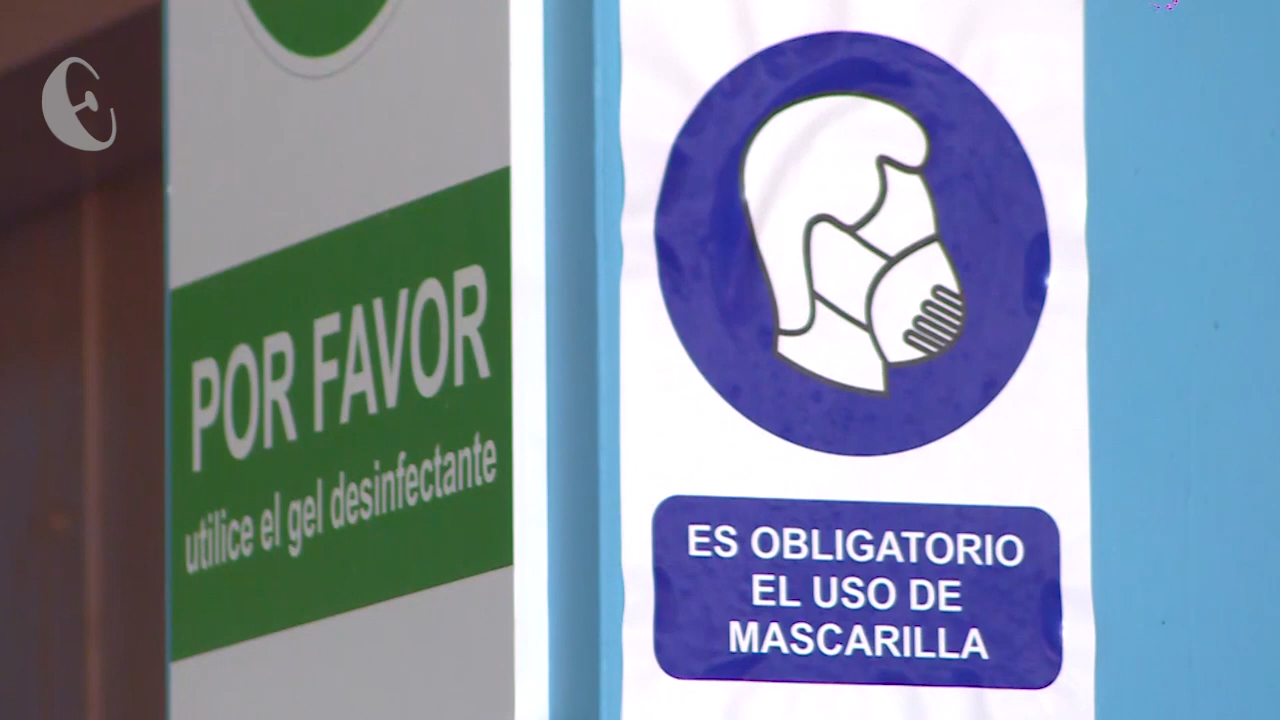 POR FAVOR
utilice el gel desinfectante
ES OBLIGATORIO
EL USO DE
MASCARILLA